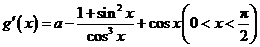 g′(x) = a − (1 + sin² x) / (cos³ x) + cos x (0 < x < π/2)